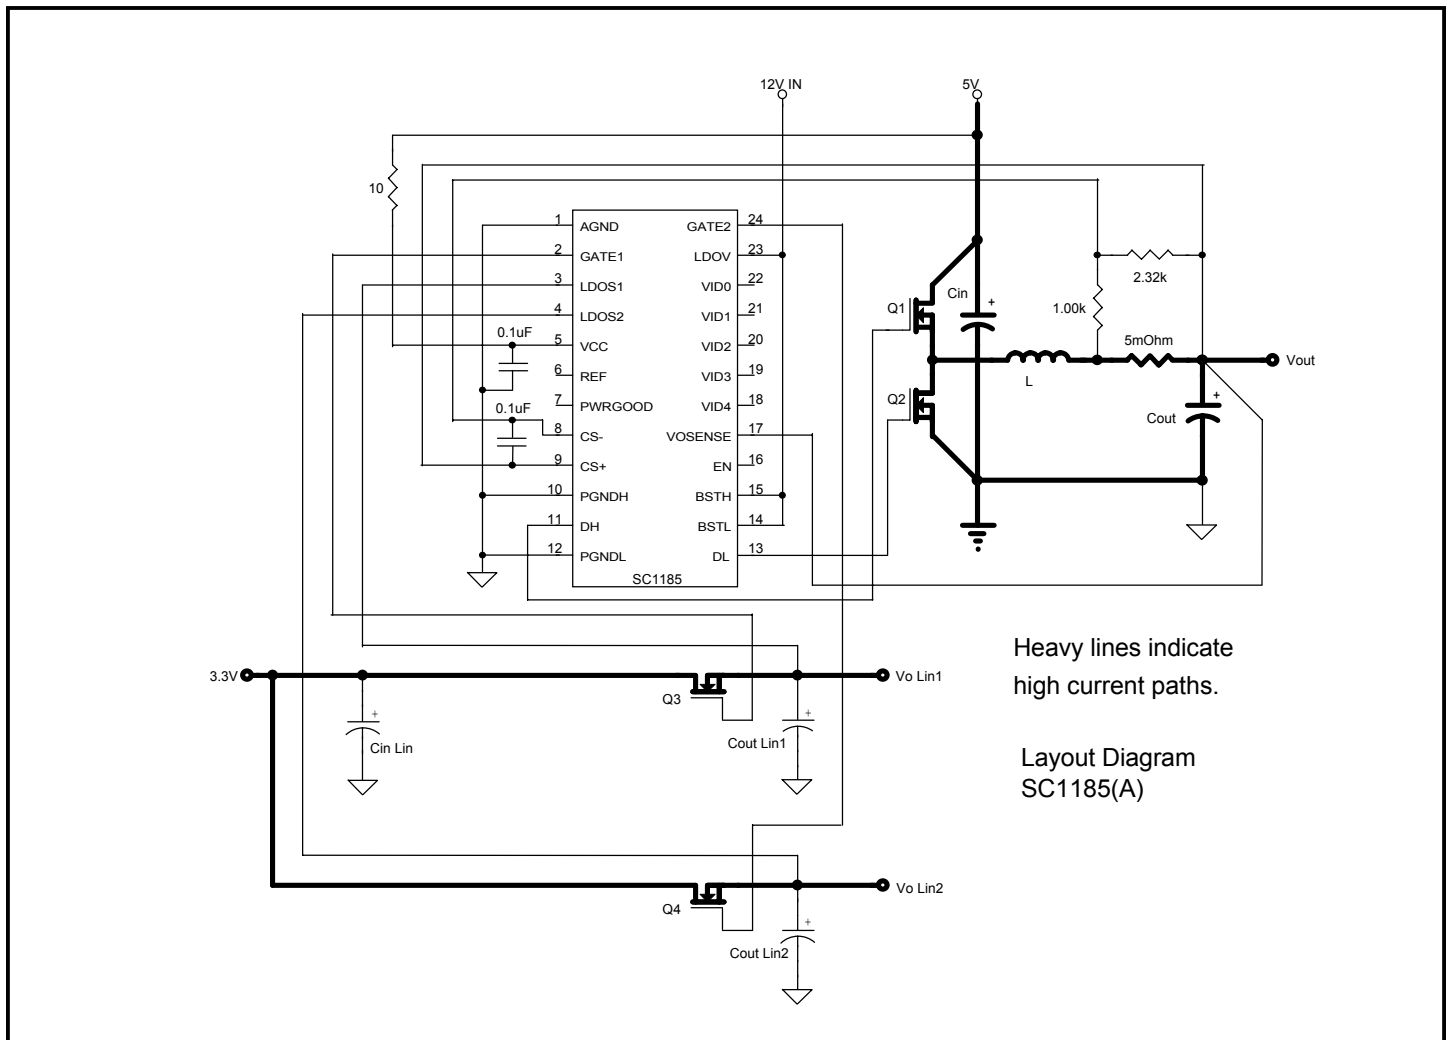 12V IN
5V
10
1 AGND GATE2 24
2 GATE1 LDOV 23
3 LDOS1 VID0 22
4 LDOS2 VID1 21
0.1uF
5 VCC VID2 20
6 REF VID3 19
0.1uF
7 PWRGOOD VID4 18
8 CS- VOSENSE 17
9 CS+ EN 16
10 PGNDH BSTH 15
11 DH BSTL 14
12 PGNDL DL 13
SC1185
2.32k
Cin +
1.00k
Q1
5mOhm
Vout
L
Q2
+
Cout
Heavy lines indicate
high current paths.
3.3V
Vo Lin1
Q3
+
Cin Lin
+
Cout Lin1
Layout Diagram
SC1185(A)
Vo Lin2
Q4
+
Cout Lin2